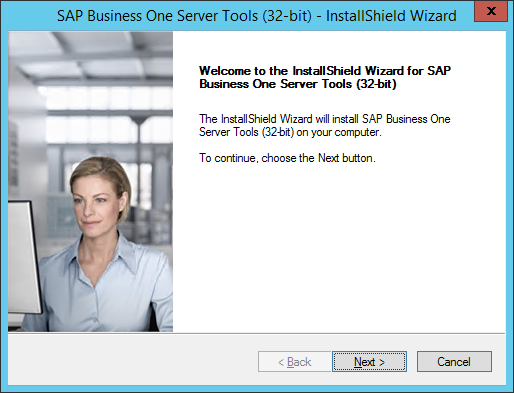 SAP Business One Server Tools (32-bit) - InstallShield Wizard
x
Welcome to the InstallShield Wizard for SAP
Business One Server Tools (32-bit)
The InstallShield Wizard will install SAP Business One
Server Tools (32-bit) on your computer.
To continue, choose the Next button.
< Back
Next >
Cancel